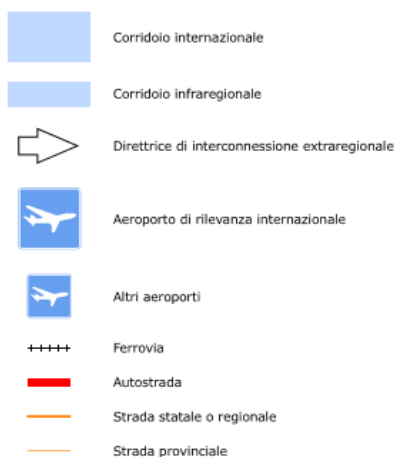 Corridoio internazionale
Corridoio infraregionale
Direttrice di interconnessione extraregionale
Aeroporto di rilevanza internazionale
Altri aeroporti
Ferrovia
Autostrada
Strada statale o regionale
Strada provinciale